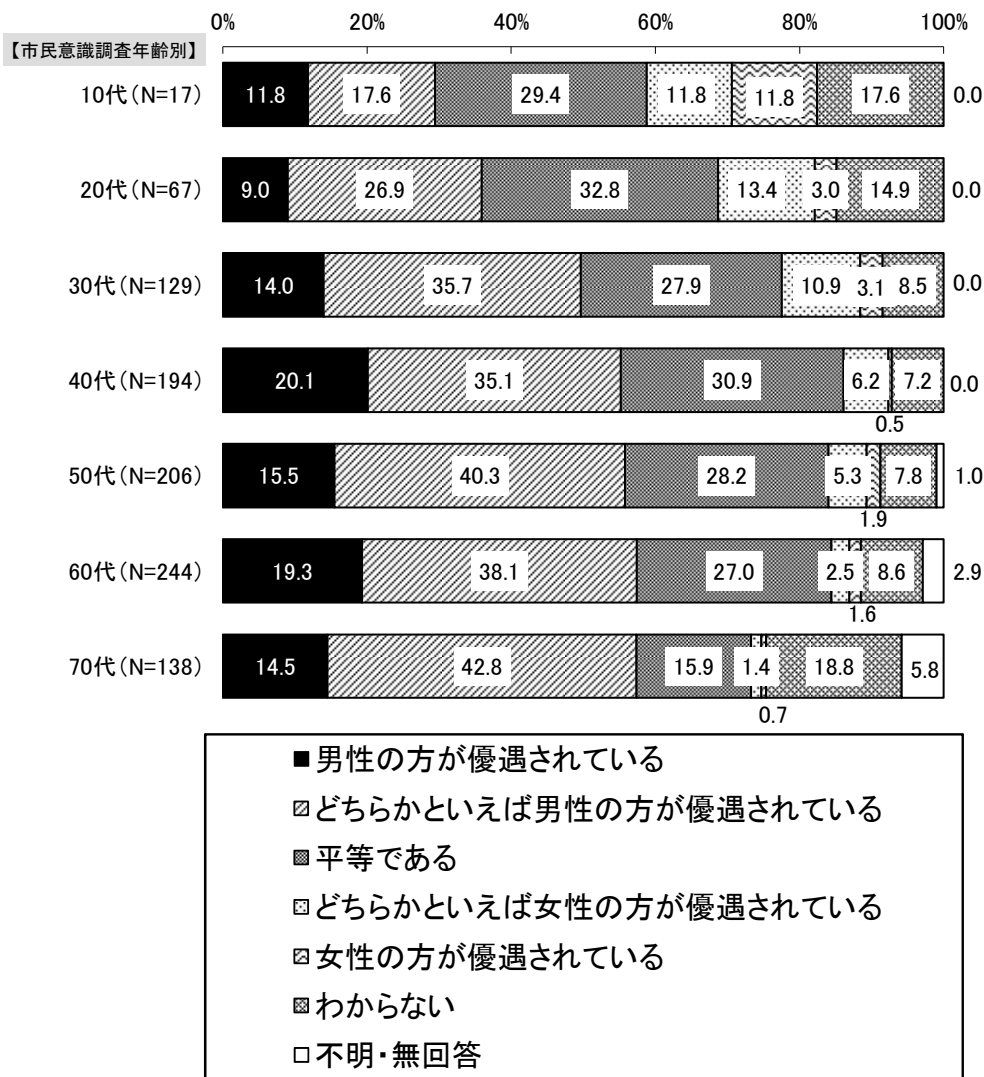 0% 20% 40% 60% 80% 100%
【市民意識調査年齢別】
10代(N=17) 11.8 17.6 29.4 11.8 11.8 17.6 0.0
20代(N=67) 9.0 26.9 32.8 13.4 3.0 14.9 0.0
30代(N=129) 14.0 35.7 27.9 10.9 3.1 8.5 0.0
40代(N=194) 20.1 35.1 30.9 6.2 7.2 0.0
0.5
50代(N=206) 15.5 40.3 28.2 5.3 7.8 1.0
1.9
60代(N=244) 19.3 38.1 27.0 2.5 8.6 2.9
1.6
70代(N=138) 14.5 42.8 15.9 1.4 18.8 5.8
0.7
男性の方が優遇されている
どちらかといえば男性の方が優遇されている
平等である
どちらかといえば女性の方が優遇されている
女性の方が優遇されている
わからない
不明・無回答